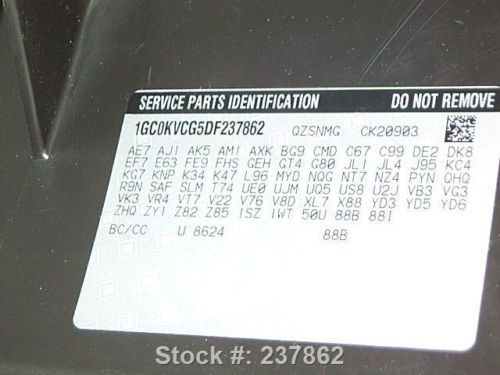 SERVICE PARTS IDENTIFICATION DO NOT REMOVE
1GC0KVCG5DF237862 QZSNMG CK20903
AE7 AJ1 AK5 AM1 AXK BG9 CMD C67 C99 DE2 DK8
EF7 E63 FE9 FHS GEH GT4 G80 JL1 JL4 J95 KC4
KG7 KNP K34 K47 L96 MYD NQG NT7 NZ4 PYN QHQ
R9N SAF SLM T74 UE0 UJM UQ5 US8 U2J VB3 VG3
VK3 VR4 VT7 V22 V76 V8D XL7 X88 YD3 YD5 YD6
ZHQ ZY1 Z82 Z85 1SZ 1WT 50U 88B 88I
BC/CC U 8624 88B
Stock #: 237862